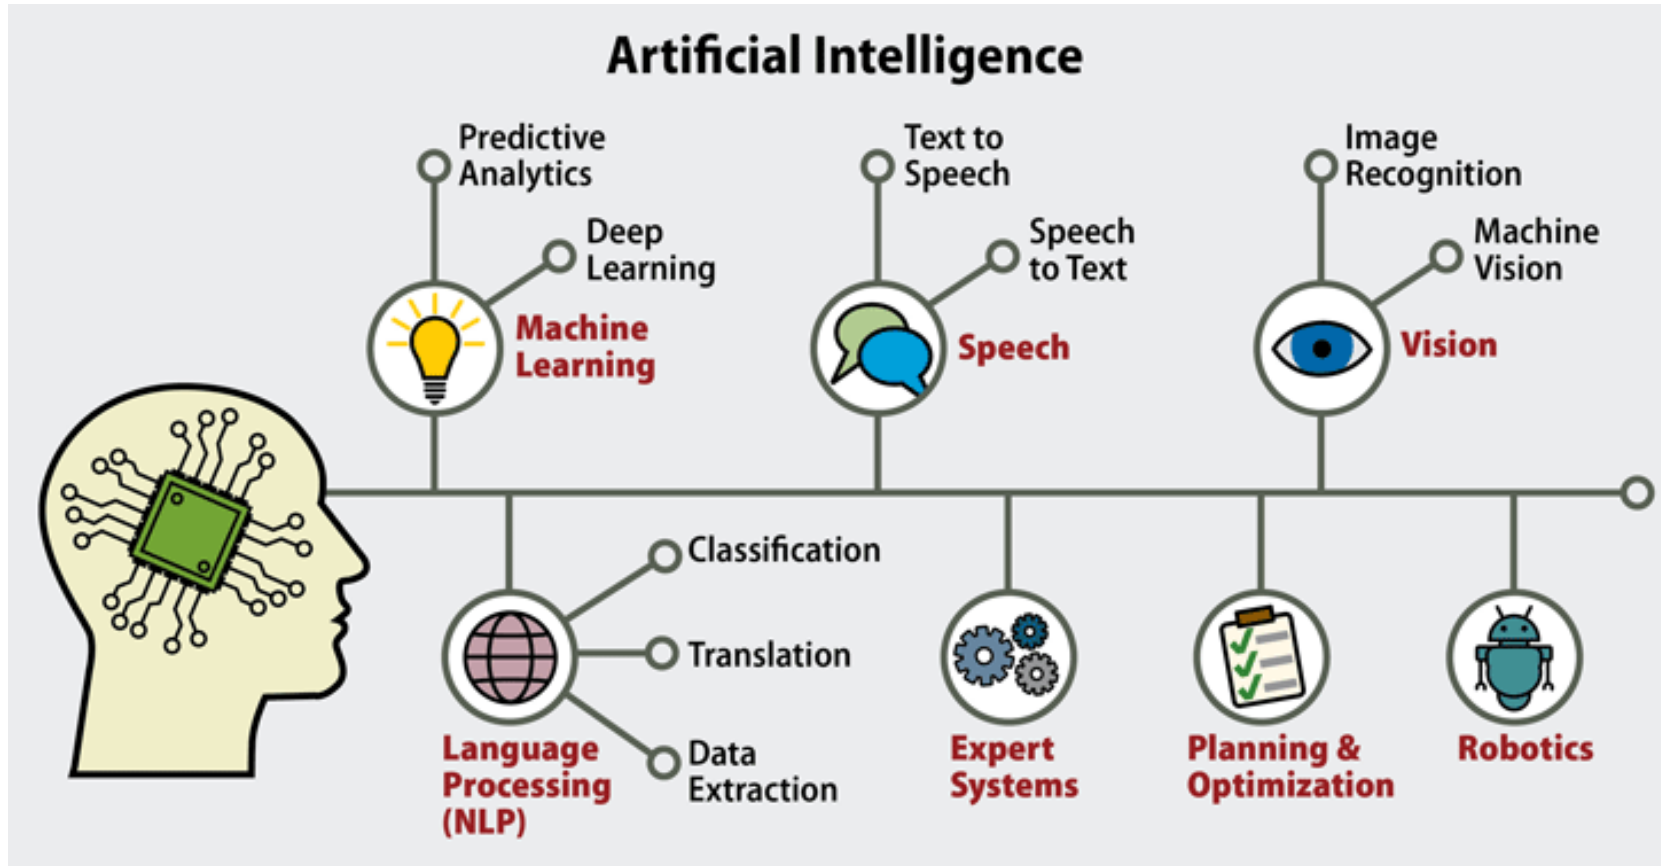 Artificial Intelligence
Predictive
Analytics
Deep
Learning
Machine
Learning
Text to
Speech
Speech
to Text
Speech
Image
Recognition
Machine
Vision
Vision
Classification
Translation
Data
Extraction
Language
Processing
(NLP)
Expert
Systems
Planning &
Optimization
Robotics